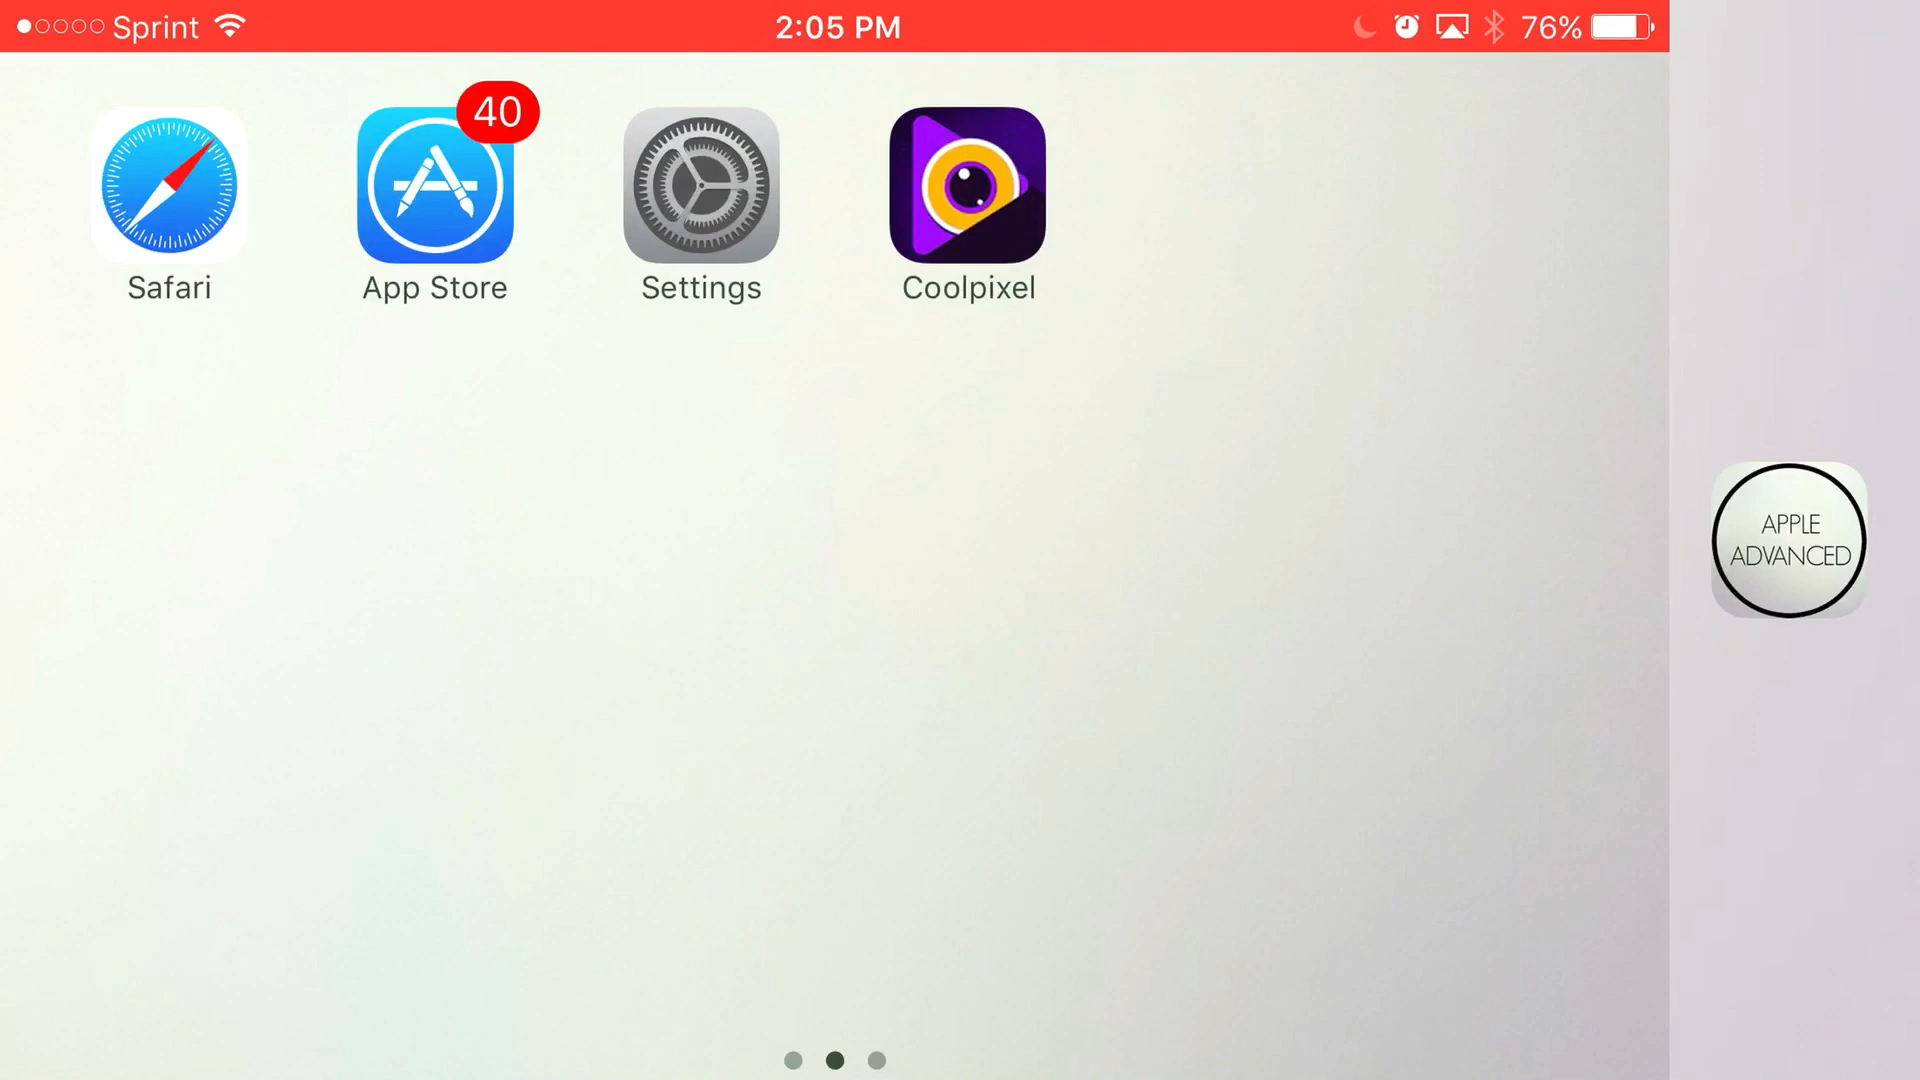 Sprint 2:05 PM 76%
40
Safari App Store Settings Coolpixel
APPLE
ADVANCED